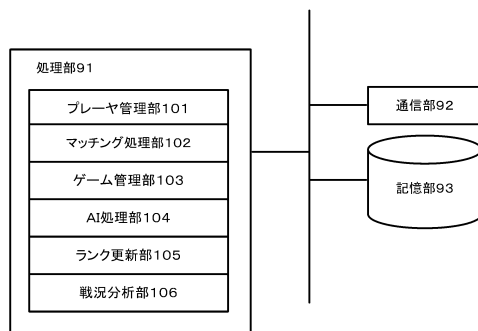 処理部91
プレーヤ管理部101
マッチング処理部102
ゲーム管理部103
AI処理部104
ランク更新部105
戦況分析部106
通信部92
記憶部93